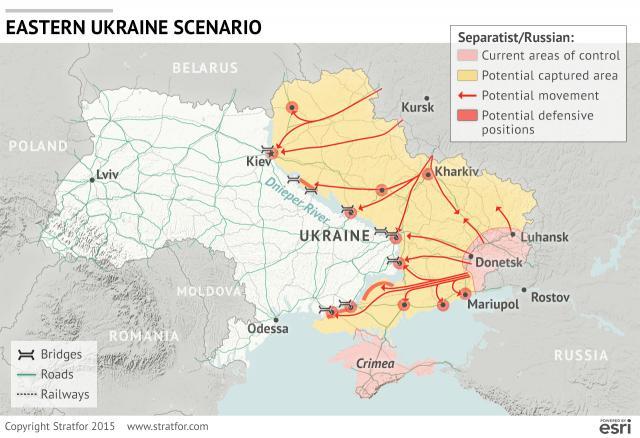 EASTERN UKRAINE SCENARIO
Separatist/Russian:
Current areas of control
Potential captured area
Potential movement
Potential defensive
positions
BELARUS
Kursk
POLAND
Kiev
Lviv
Kharkiv
Dnieper River
UKRAINE
Luhansk
Donetsk
MOLDOVA
Mariupol
Rostov
Odessa
ROMANIA
RUSSIA
Crimea
Bridges
Roads
Railways
Copyright Stratfor 2015 www.stratfor.com
POWERED BY
esri